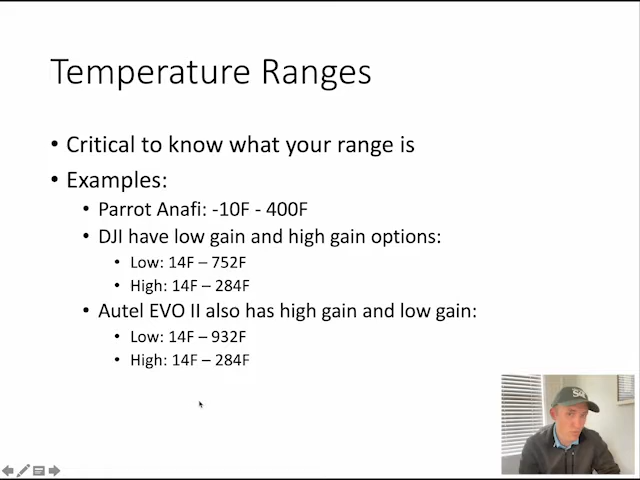 Temperature Ranges
• Critical to know what your range is
• Examples:
• Parrot Anafi: -10F - 400F
• DJI have low gain and high gain options:
• Low: 14F – 752F
• High: 14F – 284F
• Autel EVO II also has high gain and low gain:
• Low: 14F – 932F
• High: 14F – 284F